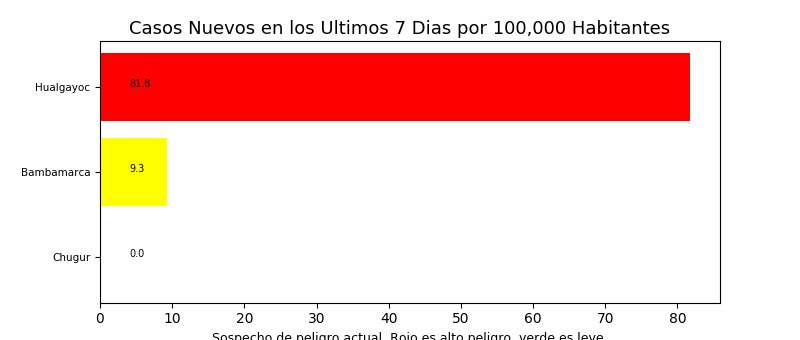 Casos Nuevos en los Ultimos 7 Dias por 100,000 Habitantes
Hualgayoc
81.8
Bambamarca
9.3
Chugur
0.0
0 10 20 30 40 50 60 70 80
Sospecho de peligro actual. Rojo es alto peligro, verde es leve